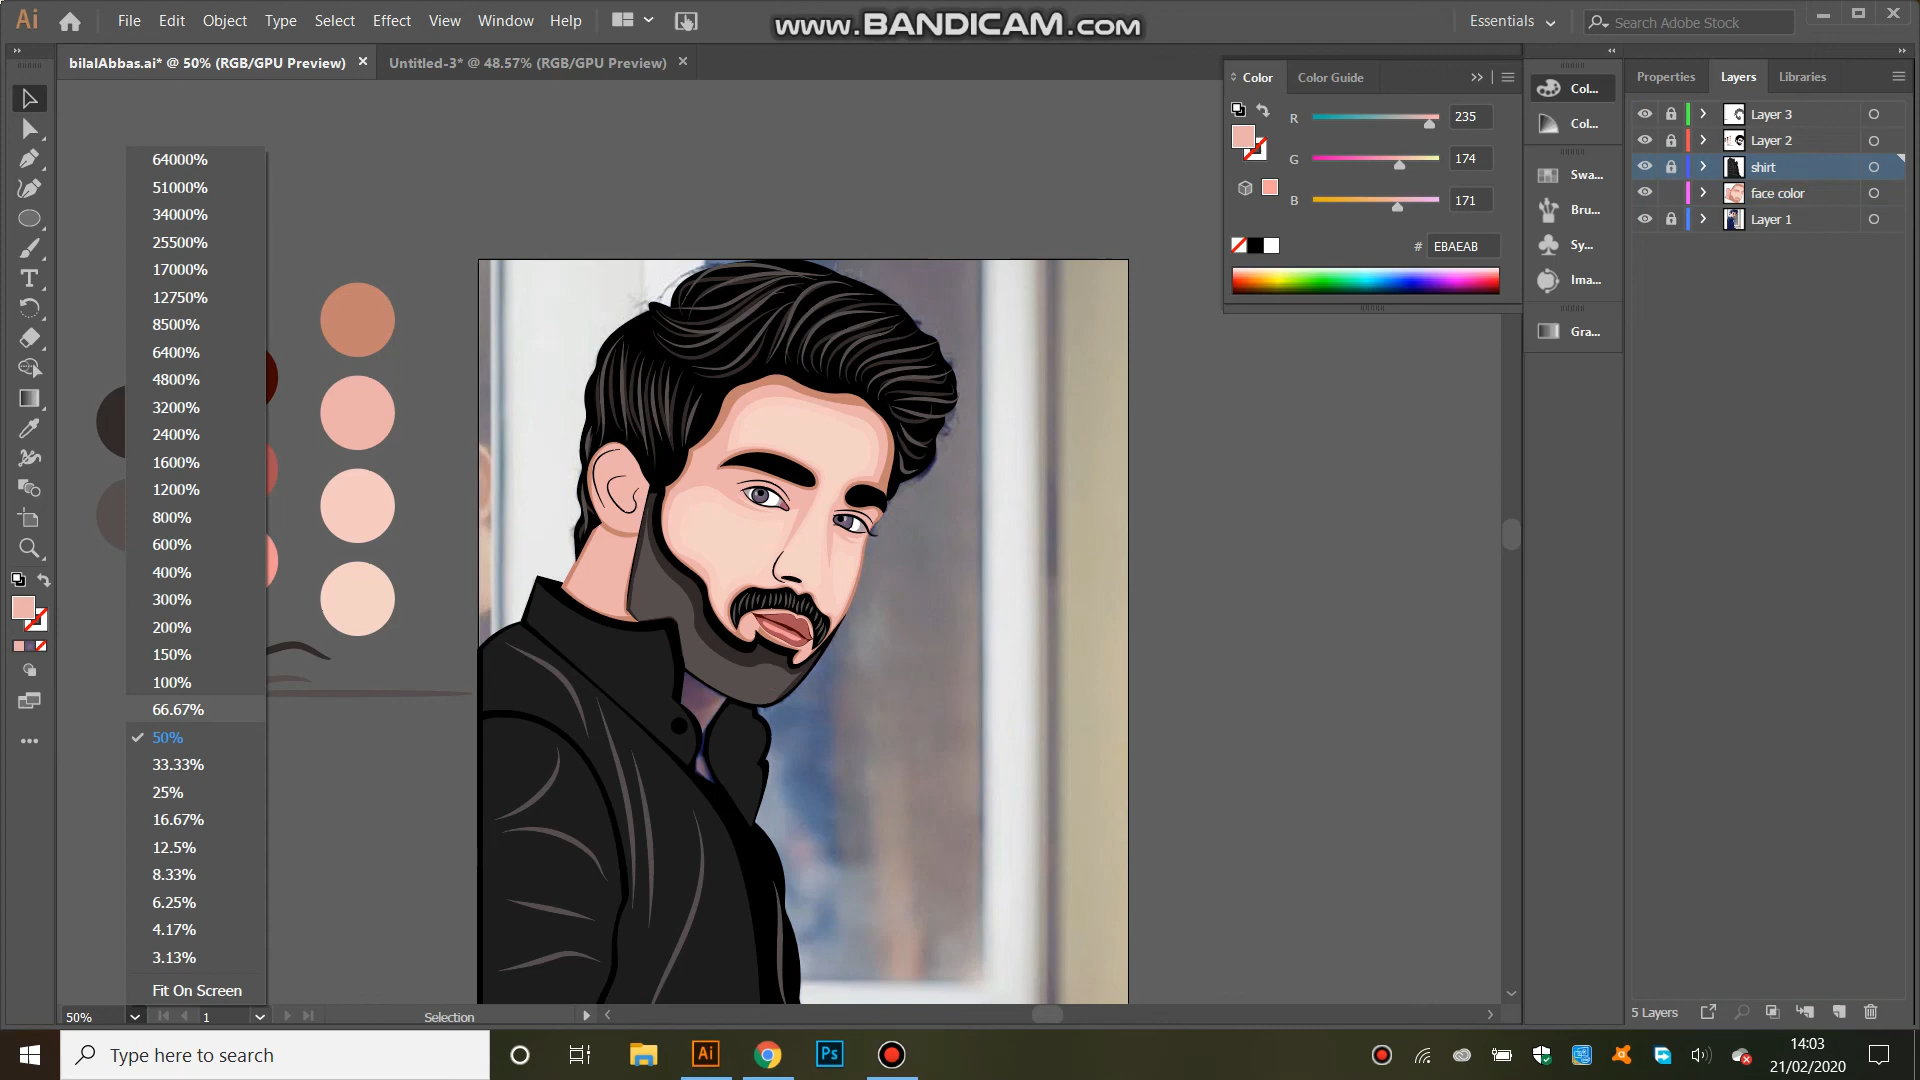 Ai File Edit Object Type Select Effect View Window Help
www.BANDICAM.com
Essentials
Search Adobe Stock
bilalAbbas.ai* @ 50% (RGB/GPU Preview)
Untitled-3* @ 48.57% (RGB/GPU Preview)
Color
Color Guide
R 235
G 174
B 171
# EBAEAB
Col...
Col...
Swa...
Bru...
Sy...
Ima...
Gra...
Properties
Layers
Libraries
Layer 3
Layer 2
shirt
face color
Layer 1
64000%
51000%
34000%
25500%
17000%
12750%
8500%
6400%
4800%
3200%
2400%
1600%
1200%
800%
600%
400%
300%
200%
150%
100%
66.67%
50%
33.33%
25%
16.67%
12.5%
8.33%
6.25%
4.17%
3.13%
Fit On Screen
50%
1
Selection
5 Layers
Type here to search
Ai
Ps
14:03
21/02/2020